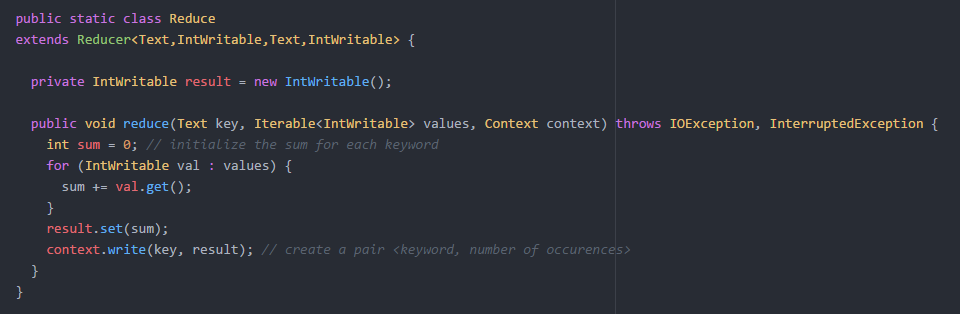 public static class Reduce
extends Reducer<Text,IntWritable,Text,IntWritable> {
private IntWritable result = new IntWritable();
public void reduce(Text key, Iterable<IntWritable> values, Context context) throws IOException, InterruptedException {
int sum = 0; // initialize the sum for each keyword
for (IntWritable val : values) {
sum += val.get();
}
result.set(sum);
context.write(key, result); // create a pair <keyword, number of occurences>
}
}